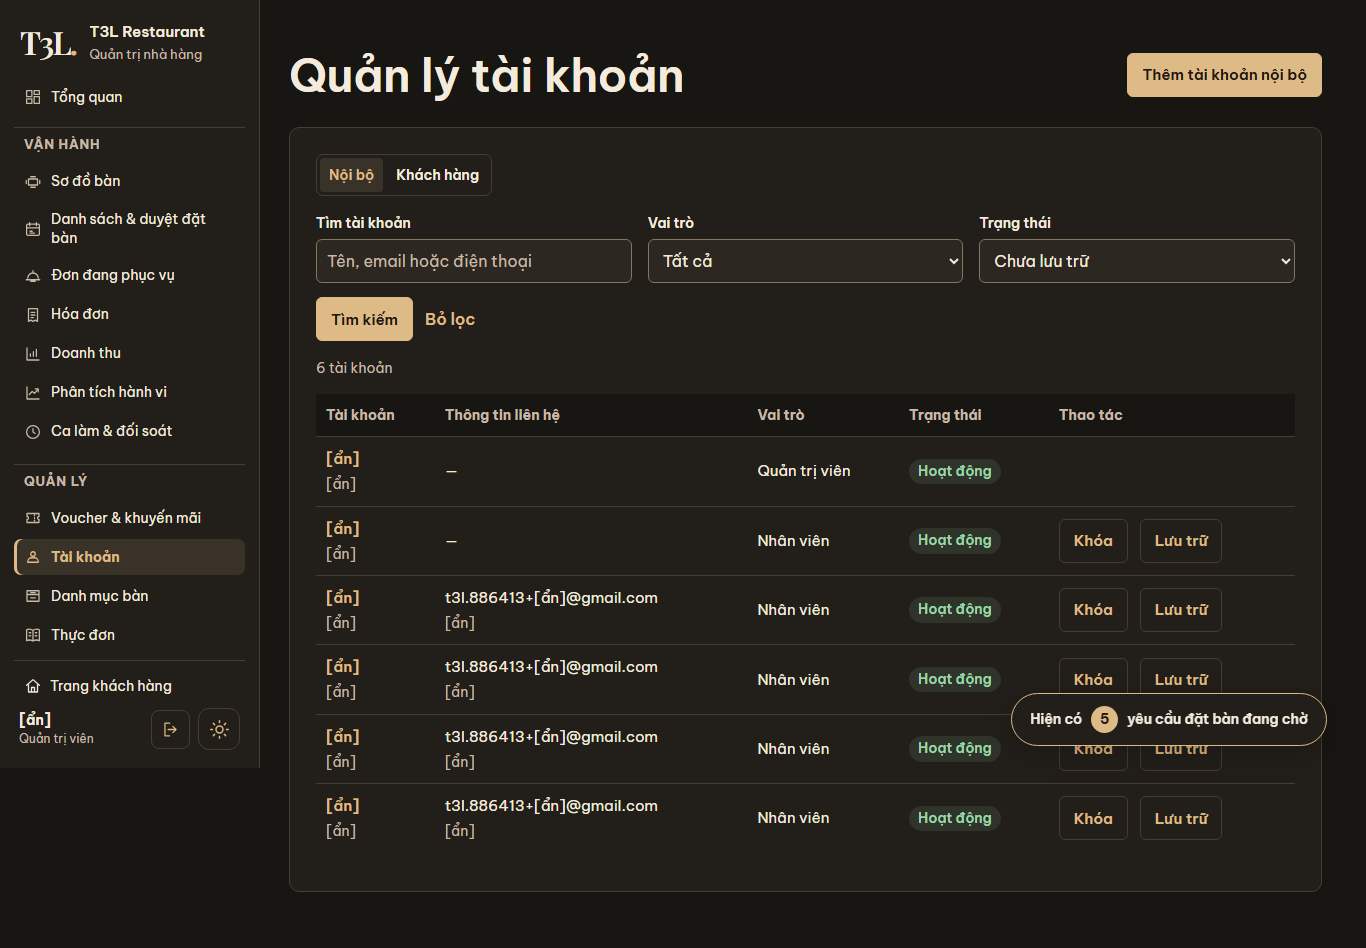 T3L.
T3L Restaurant
Quản trị nhà hàng
Tổng quan
VẬN HÀNH
Sơ đồ bàn
Danh sách & duyệt đặt
bàn
Đơn đang phục vụ
Hóa đơn
Doanh thu
Phân tích hành vi
Ca làm & đối soát
QUẢN LÝ
Voucher & khuyến mãi
Tài khoản
Danh mục bàn
Thực đơn
Trang khách hàng
[ẩn]
Quản trị viên
Quản lý tài khoản
Thêm tài khoản nội bộ
Nội bộ Khách hàng
Tìm tài khoản Vai trò Trạng thái
Tên, email hoặc điện thoại Tất cả Chưa lưu trữ
Tìm kiếm Bỏ lọc
6 tài khoản
Tài khoản Thông tin liên hệ Vai trò Trạng thái Thao tác
[ẩn] — Quản trị viên Hoạt động
[ẩn]
[ẩn] — Nhân viên Hoạt động Khóa Lưu trữ
[ẩn]
[ẩn] t3l.886413+[ẩn]@gmail.com Nhân viên Hoạt động Khóa Lưu trữ
[ẩn] [ẩn]
[ẩn] t3l.886413+[ẩn]@gmail.com Nhân viên Hoạt động Khóa Lưu trữ
[ẩn] [ẩn]
Hiện có 5 yêu cầu đặt bàn đang chờ
[ẩn] t3l.886413+[ẩn]@gmail.com Nhân viên Hoạt động Khóa Lưu trữ
[ẩn] [ẩn]
[ẩn] t3l.886413+[ẩn]@gmail.com Nhân viên Hoạt động Khóa Lưu trữ
[ẩn] [ẩn]